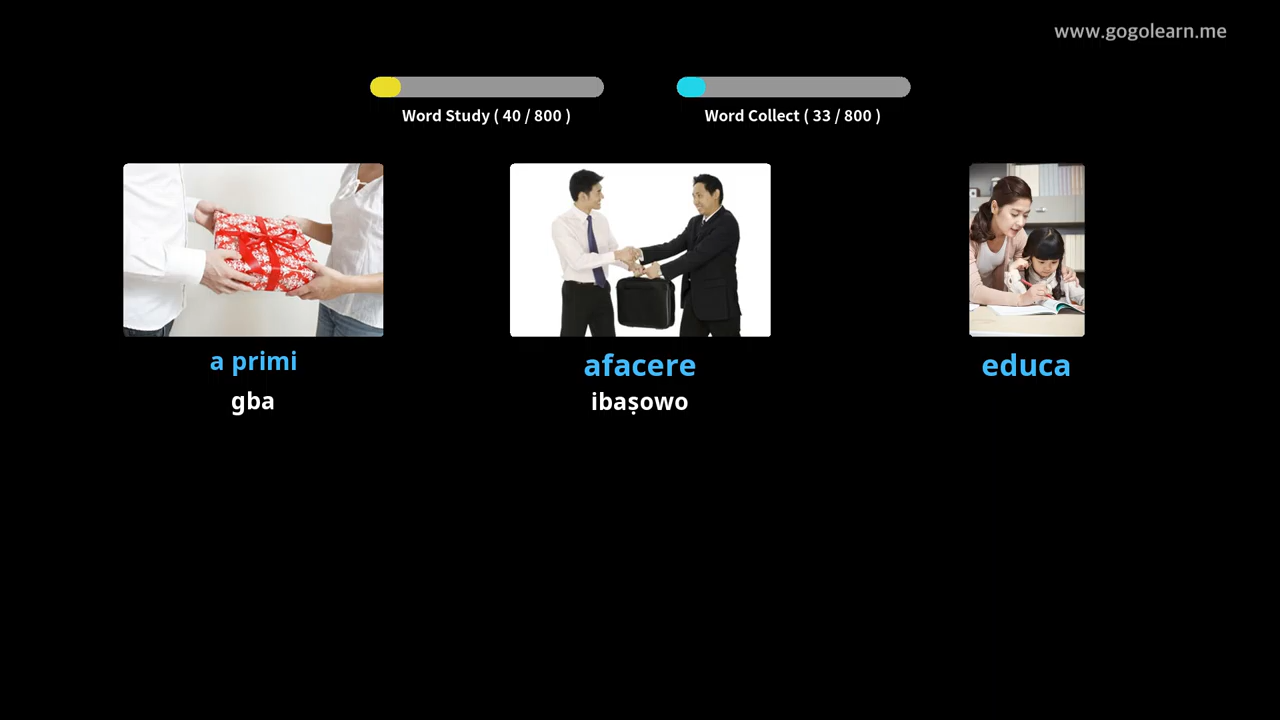 www.gogolearn.me
Word Study ( 40 / 800 )
Word Collect ( 33 / 800 )
a primi
gba
afacere
ibaṣowo
educa